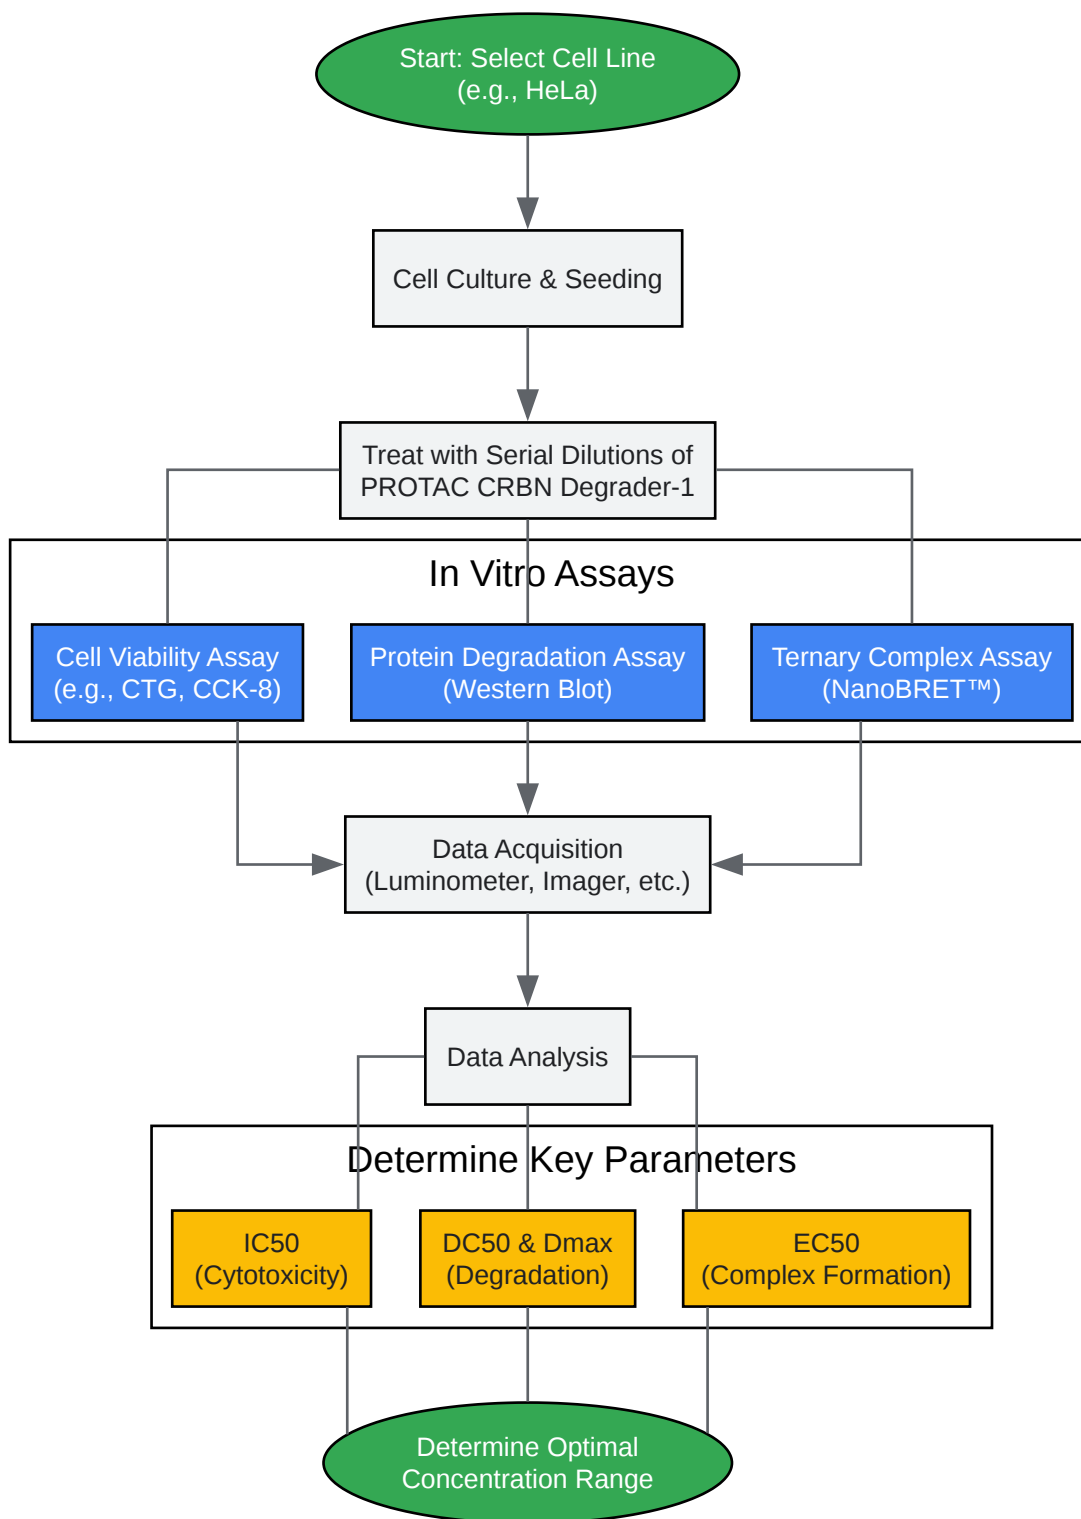 Start: Select Cell Line
(e.g., HeLa)
Cell Culture & Seeding
Treat with Serial Dilutions of
PROTAC CRBN Degrader-1
In Vitro Assays
Cell Viability Assay
(e.g., CTG, CCK-8)
Protein Degradation Assay
(Western Blot)
Ternary Complex Assay
(NanoBRET™)
Data Acquisition
(Luminometer, Imager, etc.)
Data Analysis
Determine Key Parameters
IC50
(Cytotoxicity)
DC50 & Dmax
(Degradation)
EC50
(Complex Formation)
Determine Optimal
Concentration Range